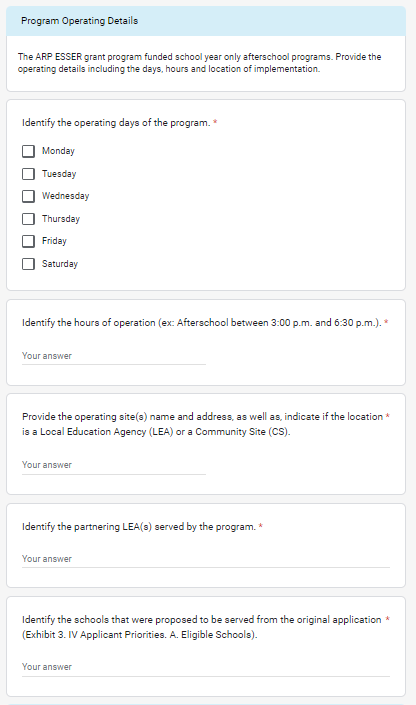 Program Operating Details
The ARP ESSER grant program funded school year only afterschool programs. Provide the
operating details including the days, hours and location of implementation.
Identify the operating days of the program. *
Monday
Tuesday
Wednesday
Thursday
Friday
Saturday
Identify the hours of operation (ex: Afterschool between 3:00 p.m. and 6:30 p.m.). *
Your answer
Provide the operating site(s) name and address, as well as, indicate if the location *
is a Local Education Agency (LEA) or a Community Site (CS).
Your answer
Identify the partnering LEA(s) served by the program. *
Your answer
Identify the schools that were proposed to be served from the original application *
(Exhibit 3. IV Applicant Priorities. A. Eligible Schools).
Your answer